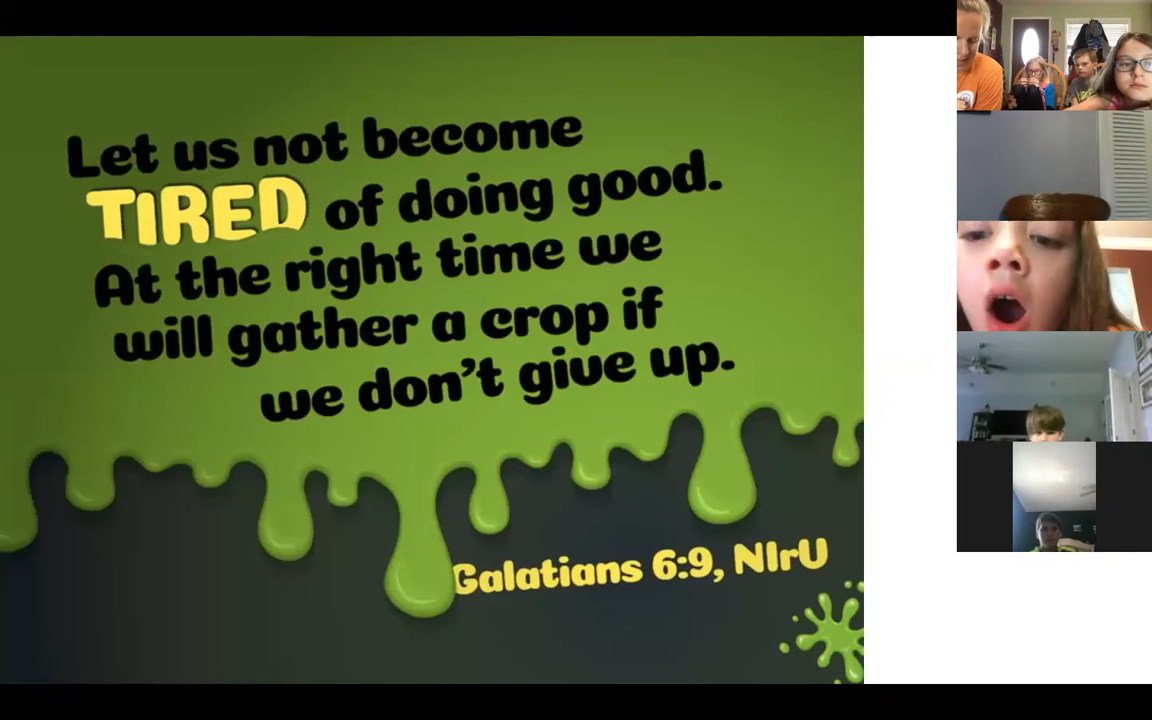 Let us not become
TIRED of doing good.
At the right time we
will gather a crop if
we don't give up.
Galatians 6:9, NIrU